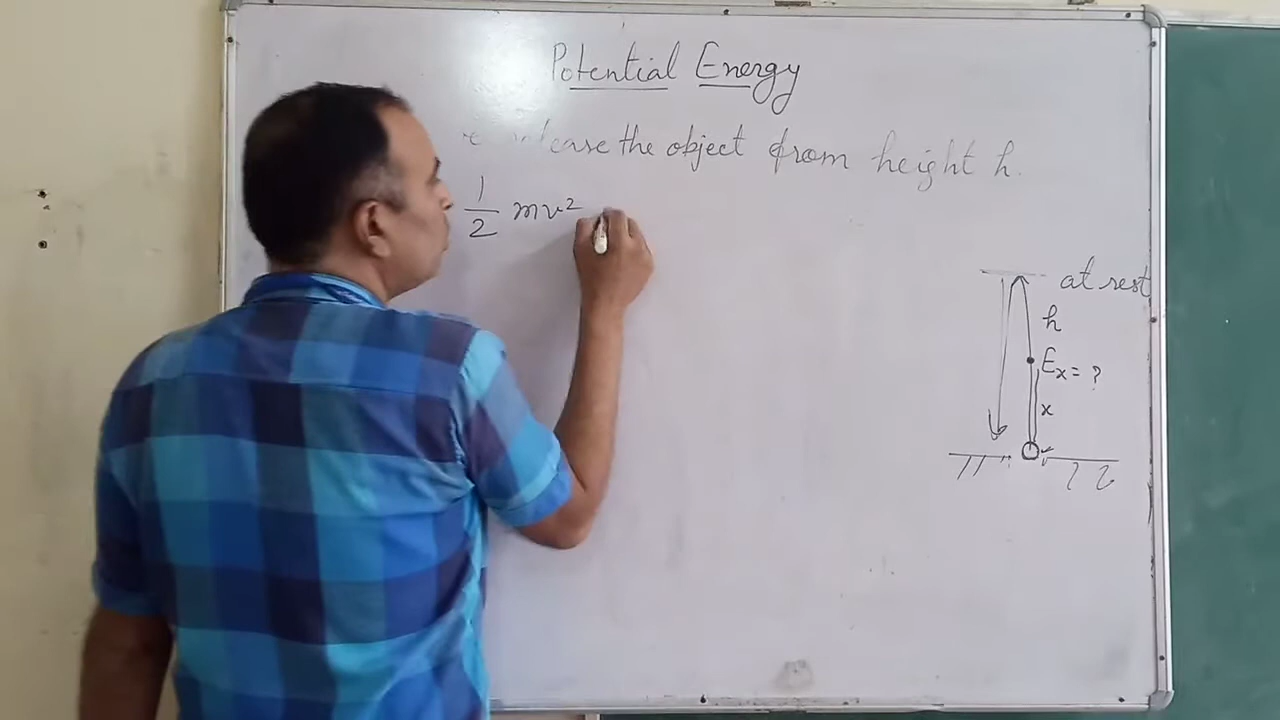 Potential Energy
the object from height h.
1/2 mv²
at rest
h
Eₓ = ?
x